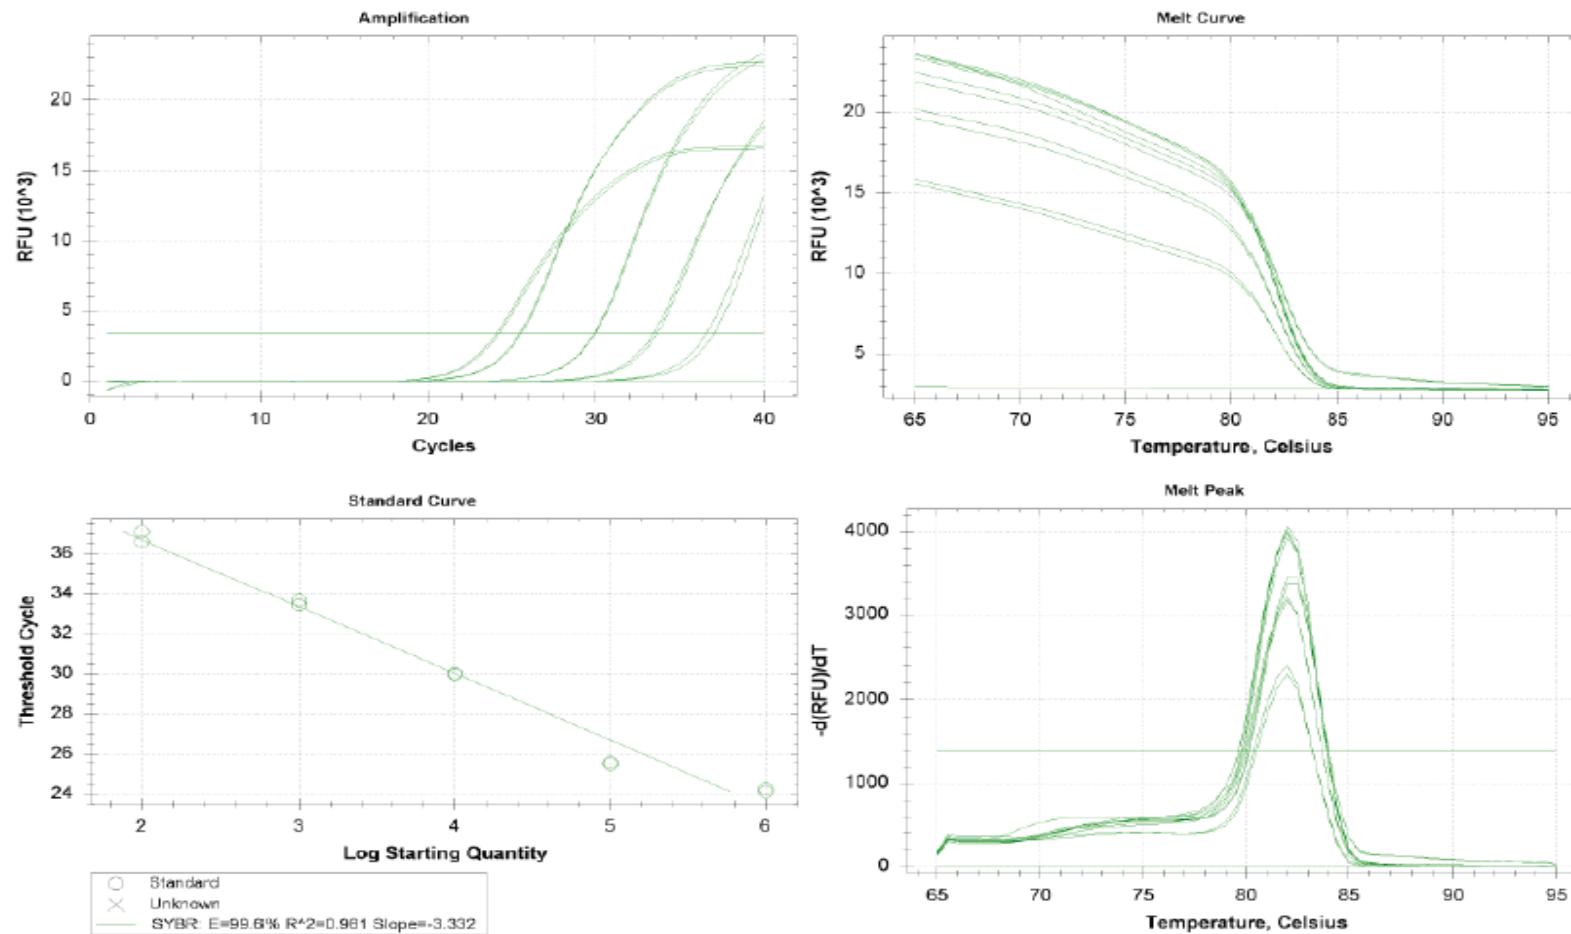 Amplification
20
15
10
5
0
RFU (10^3)
0 10 20 30 40
Cycles
Melt Curve
20
15
10
5
RFU (10^3)
65 70 75 80 85 90 95
Temperature, Celsius
Standard Curve
36
34
32
30
28
26
24
Threshold Cycle
2 3 4 5 6
Log Starting Quantity
Standard
Unknown
SYBR: E=99.6% R^2=0.981 Slope=-3.332
Melt Peak
4000
3000
2000
1000
0
-d(RFU)/dT
65 70 75 80 85 90 95
Temperature, Celsius